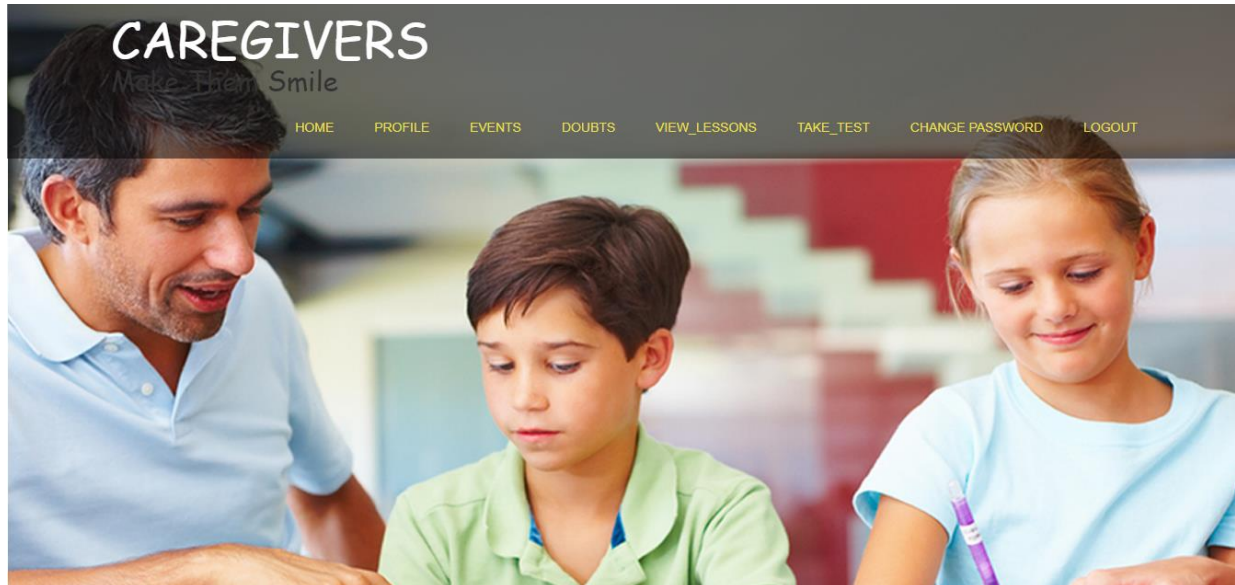 CAREGIVERS
Make Them Smile
HOME PROFILE EVENTS DOUBTS VIEW_LESSONS TAKE_TEST CHANGE PASSWORD LOGOUT